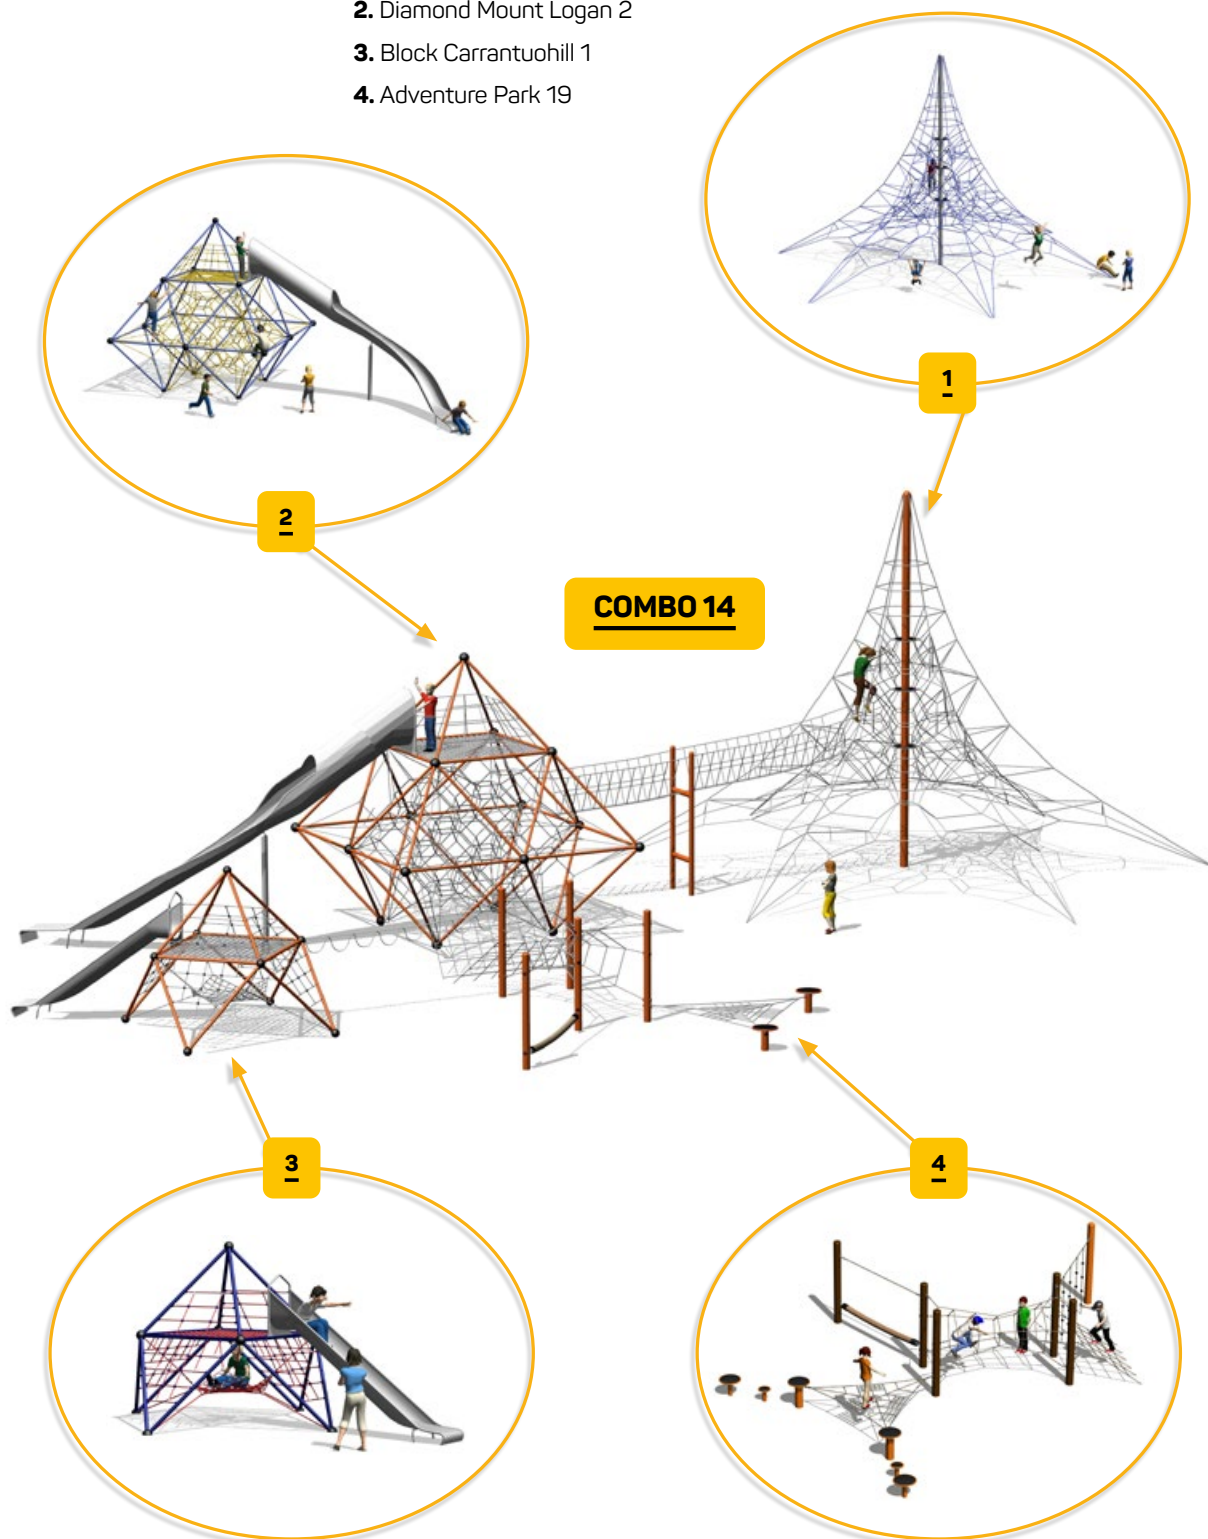 2. Diamond Mount Logan 2
3. Block Carrantuohill 1
4. Adventure Park 19
1
2
COMBO 14
3
4